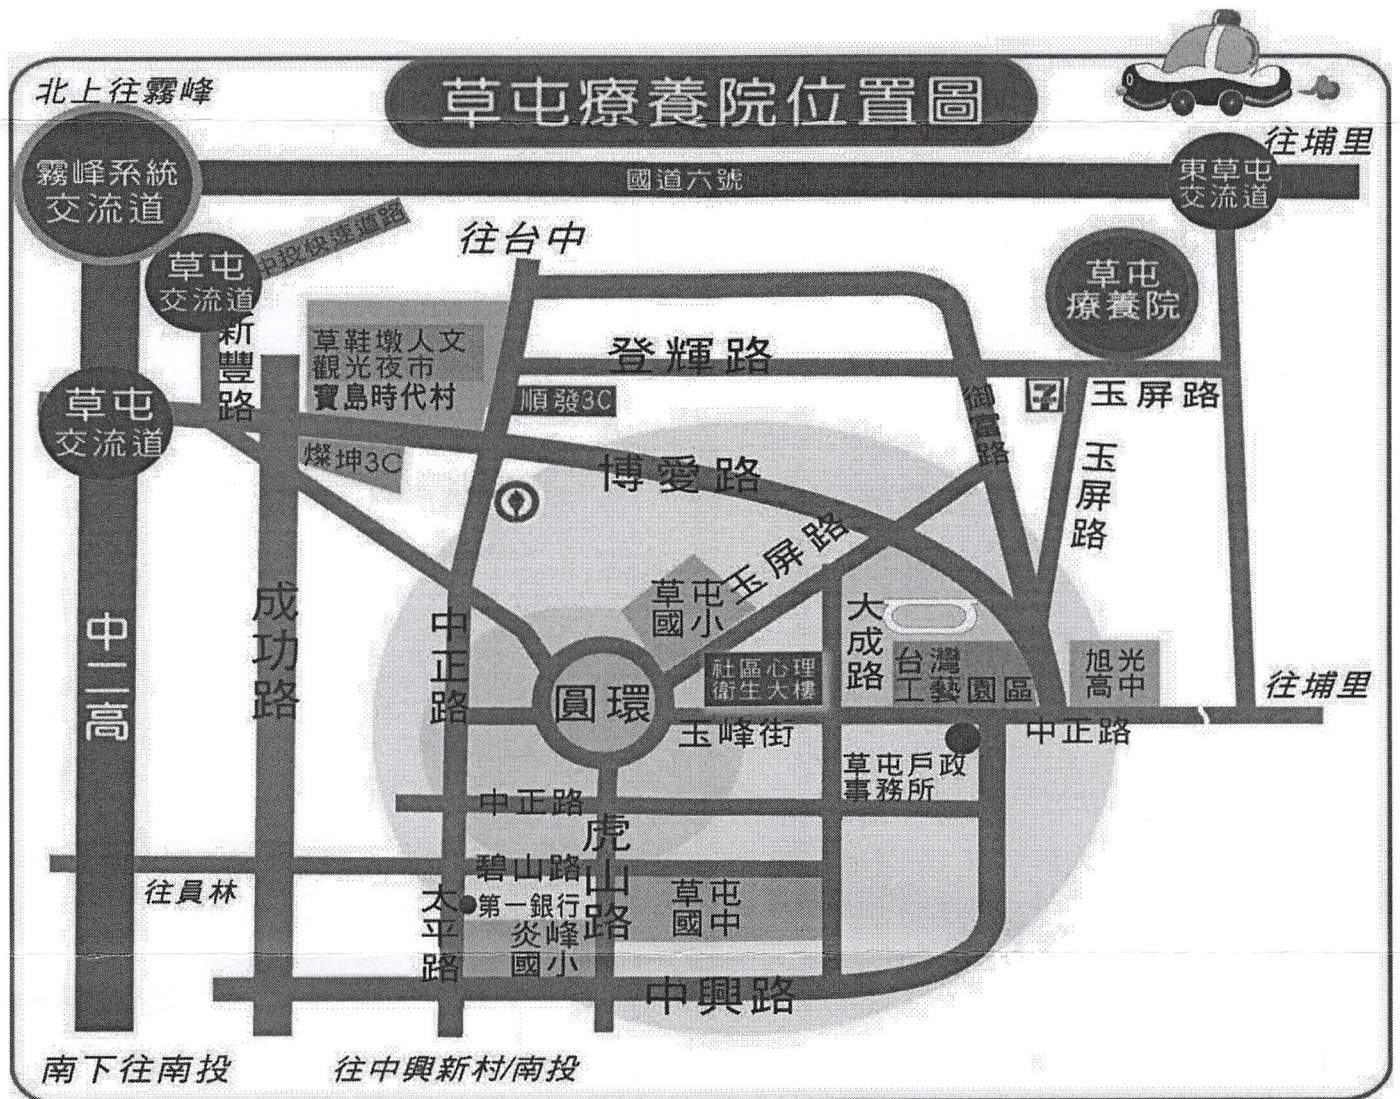 草屯療養院位置圖
北上往霧峰
往埔里
霧峰系統
交流道
國道六號
東草屯
交流道
中投快速道路
往台中
草屯
交流道
草屯
療養院
新豐路
草鞋墩人文
觀光夜市
寶島時代村
登輝路
順發3C
御富路
玉屏路
草屯
交流道
燦坤3C
博愛路
玉屏路
玉屏路
成功路
中正路
草屯
國小
大成路
中二高
社區心理
衛生大樓
台灣
工藝園區
旭光
高中
往埔里
圓環
玉峰街
中正路
草屯戶政
事務所
中正路
虎山路
碧山路
往員林
太平路
第一銀行
草屯
國中
炎峰
國小
中興路
南下往南投
往中興新村/南投